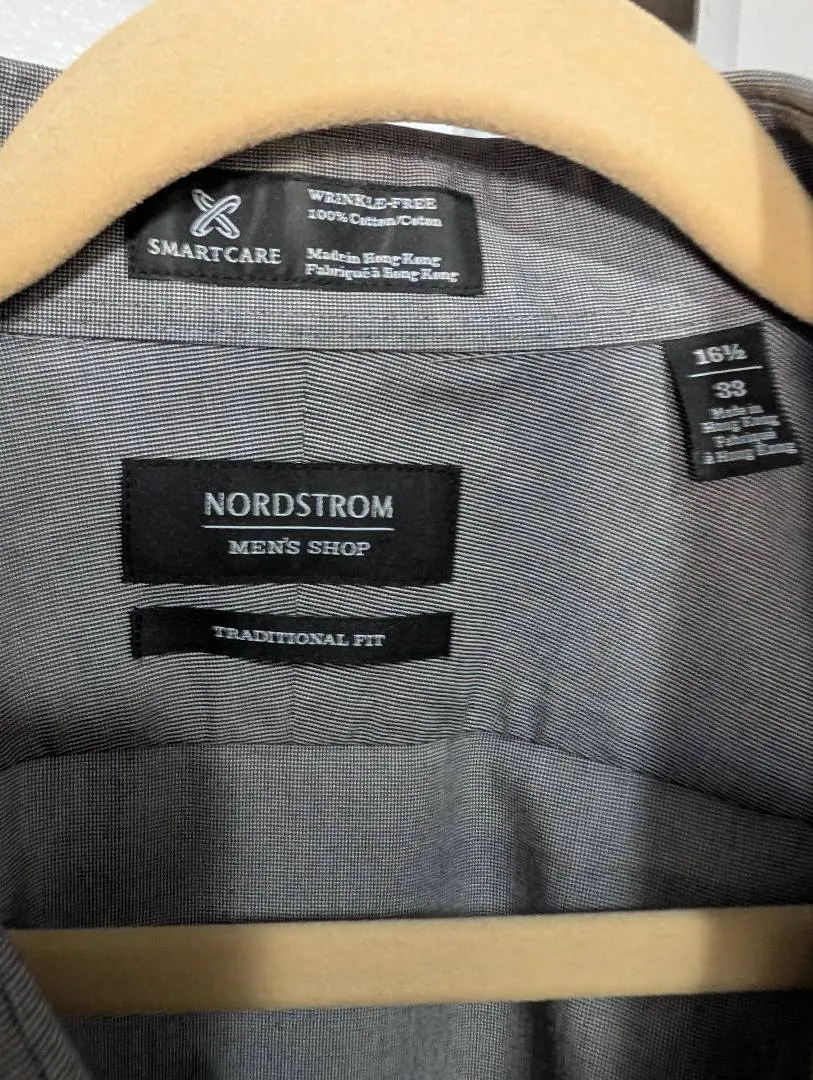 SMARTCARE
WRINKLE-FREE
100% Cotton/Coton
Made in Hong Kong
Fabriqué à Hong Kong
16½
33
Made in
Hong Kong
Fabriqué
à Hong Kong
NORDSTROM
MEN'S SHOP
TRADITIONAL FIT